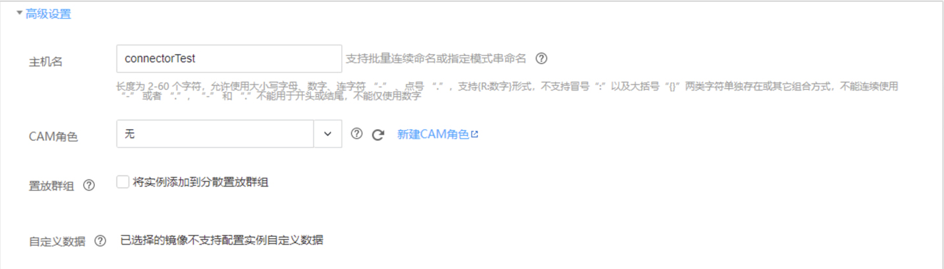 高级设置
主机名 connectorTest 支持批量连续命名或指定模式串命名
长度为 2-60 个字符，允许使用大小写字母、数字、连字符 “-”、点号 “.”，支持{R:数字}形式，不支持冒号 “:” 以及大括号 “{}” 两类字符单独存在或其它组合方式，不能连续使用
“-” 或者 “.”，“-” 和 “.” 不能用于开头或结尾，不能仅使用数字
CAM角色 无 新建CAM角色
置放群组 将实例添加到分散置放群组
自定义数据 已选择的镜像不支持配置实例自定义数据